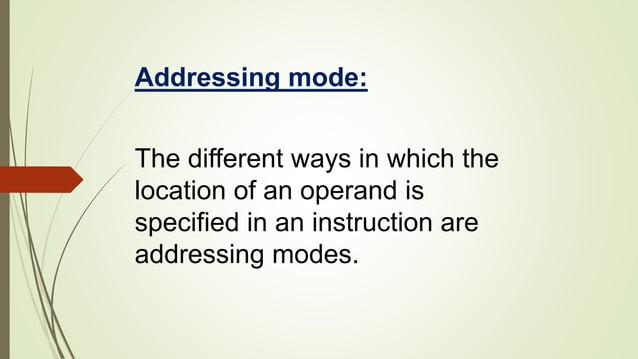 Addressing mode:
The different ways in which the
location of an operand is
specified in an instruction are
addressing modes.